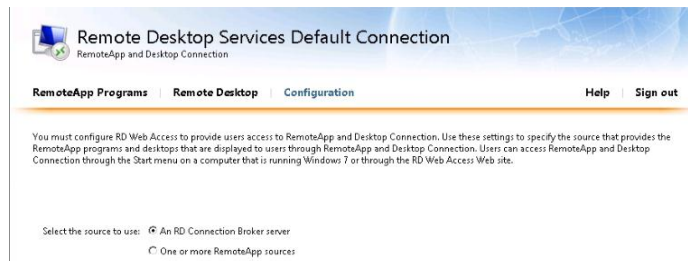 Remote Desktop Services Default Connection
RemoteApp and Desktop Connection
RemoteApp Programs Remote Desktop Configuration Help Sign out
You must configure RD Web Access to provide users access to RemoteApp and Desktop Connection. Use these settings to specify the source that provides the
RemoteApp programs and desktops that are displayed to users through RemoteApp and Desktop Connection. Users can access RemoteApp and Desktop
Connection through the Start menu on a computer that is running Windows 7 or through the RD Web Access Web site.
Select the source to use: An RD Connection Broker server
One or more RemoteApp sources